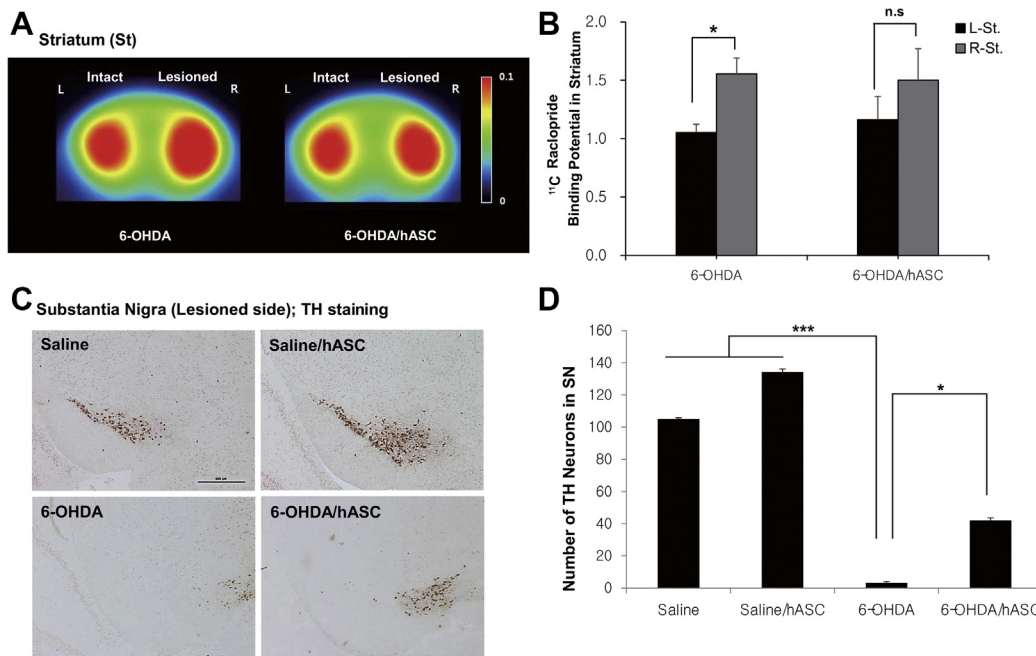 A
Striatum (St)
Intact Lesioned
L R
Intact Lesioned
L R
0.1
0
6-OHDA
6-OHDA/hASC
B
¹¹C Raclopride
Binding Potential in Striatum
2.0
1.5
1.0
0.5
0.0
*
n.s
L-St.
R-St.
6-OHDA
6-OHDA/hASC
C
Substantia Nigra (Lesioned side); TH staining
Saline
Saline/hASC
6-OHDA
6-OHDA/hASC
D
Number of TH Neurons in SN
160
140
120
100
80
60
40
20
0
***
*
Saline
Saline/hASC
6-OHDA
6-OHDA/hASC